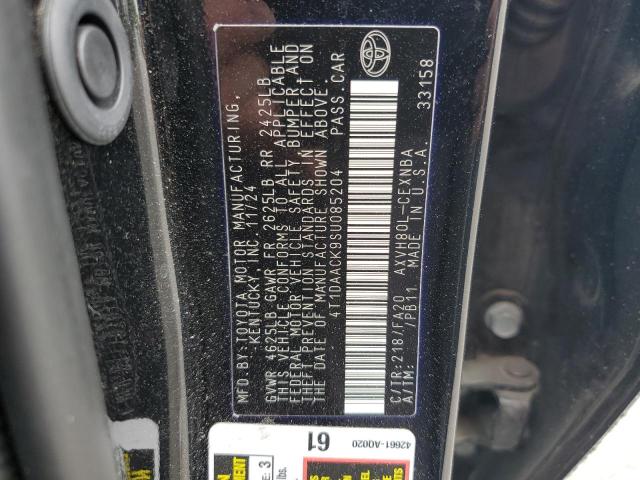 MFD. BY: TOYOTA MOTOR MANUFACTURING,
KENTUCKY, INC. 11/24
GVWR 4625LB GAWR FR 2625LB RR 2425LB
THIS VEHICLE CONFORMS TO ALL APPLICABLE
FEDERAL MOTOR VEHICLE SAFETY, BUMPER, AND
THEFT PREVENTION STANDARDS IN EFFECT ON
THE DATE OF MANUFACTURE SHOWN ABOVE.
4T1DAACK9SU085204 PASS. CAR
C/TR:218/FA20 AXVH80L-CEXNBA
A/TM: /PB11 MADE IN U.S.A.
33158
61
42661-A0020